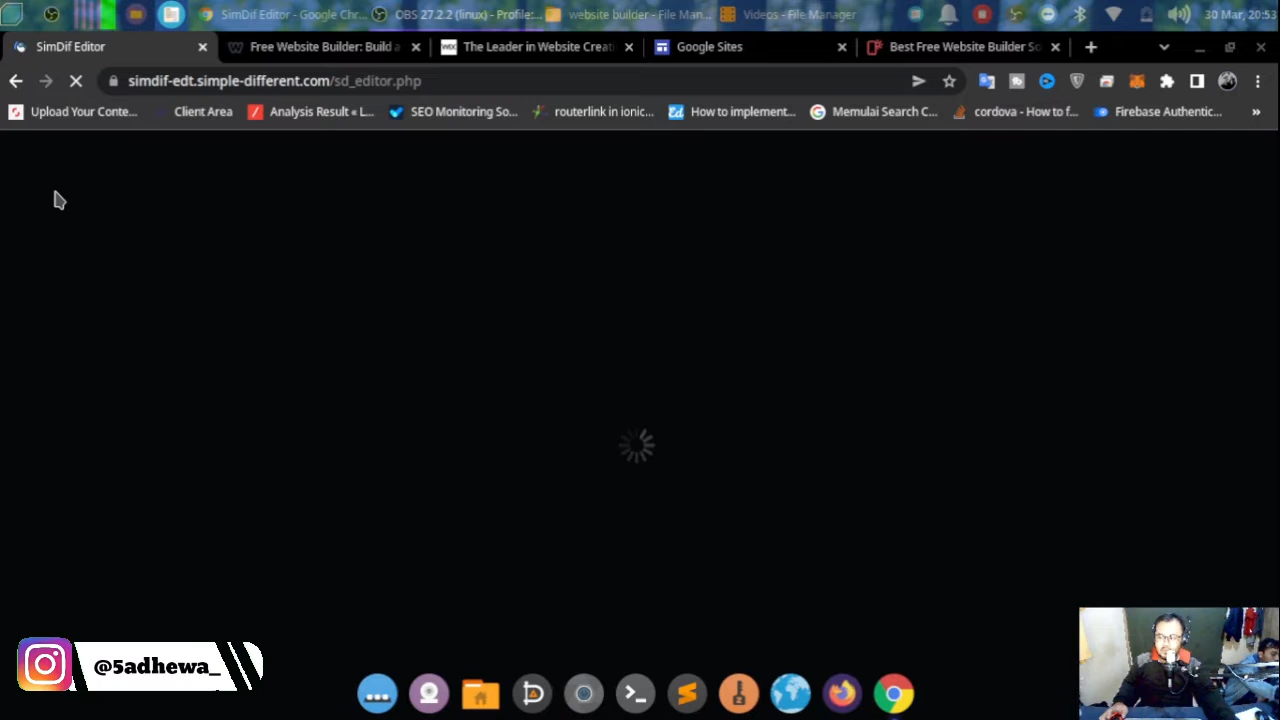 SimDif Editor - Google Chr...
OBS 27.2.2 (linux) - Profile:...
website builder - File Man...
Videos - File Manager
30 Mar, 20:53
SimDif Editor
Free Website Builder: Build a
WIX
The Leader in Website Creati
Google Sites
Best Free Website Builder So
simdif-edt.simple-different.com/sd_editor.php
Upload Your Conte...
Client Area
Analysis Result « L...
SEO Monitoring So...
routerlink in ionic...
Ed
How to implement...
Memulai Search C...
cordova - How to f...
Firebase Authentic...
@5adhewa_